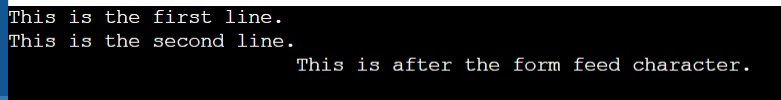 This is the first line.
This is the second line.
This is after the form feed character.